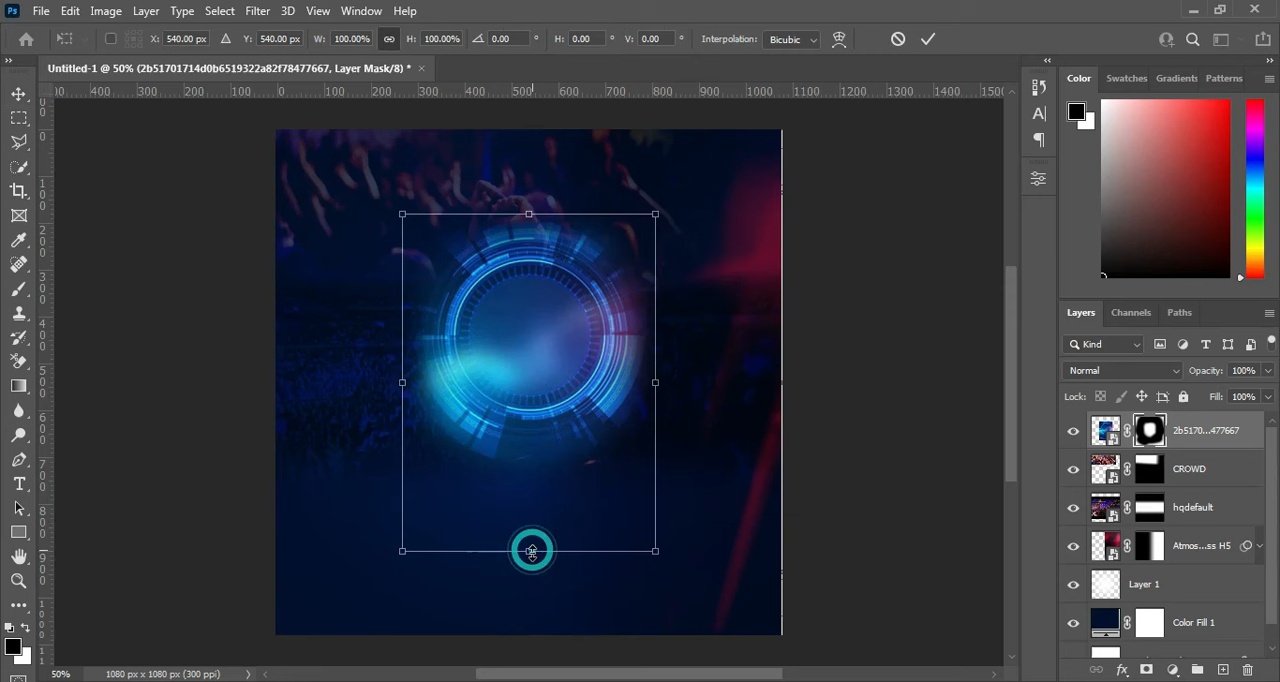 Ps File Edit Image Layer Type Select Filter 3D View Window Help
X: 540.00 px Y: 540.00 px W: 100.00% H: 100.00% 0.00 ° H: 0.00 ° V: 0.00 ° Interpolation: Bicubic
Untitled-1 @ 50% (2b51701714d0b6519322a82f78477667, Layer Mask/8) * ×
400 300 200 100 0 100 200 300 400 500 600 700 800 900 1000 1100 1200 1300 1400
Color Swatches Gradients Patterns
Layers Channels Paths
Kind
Normal Opacity: 100%
Lock: Fill: 100%
2b5170...477667
CROWD
hqdefault
Atmos...ss H5
Layer 1
Color Fill 1
50% 1080 px x 1080 px (300 ppi)